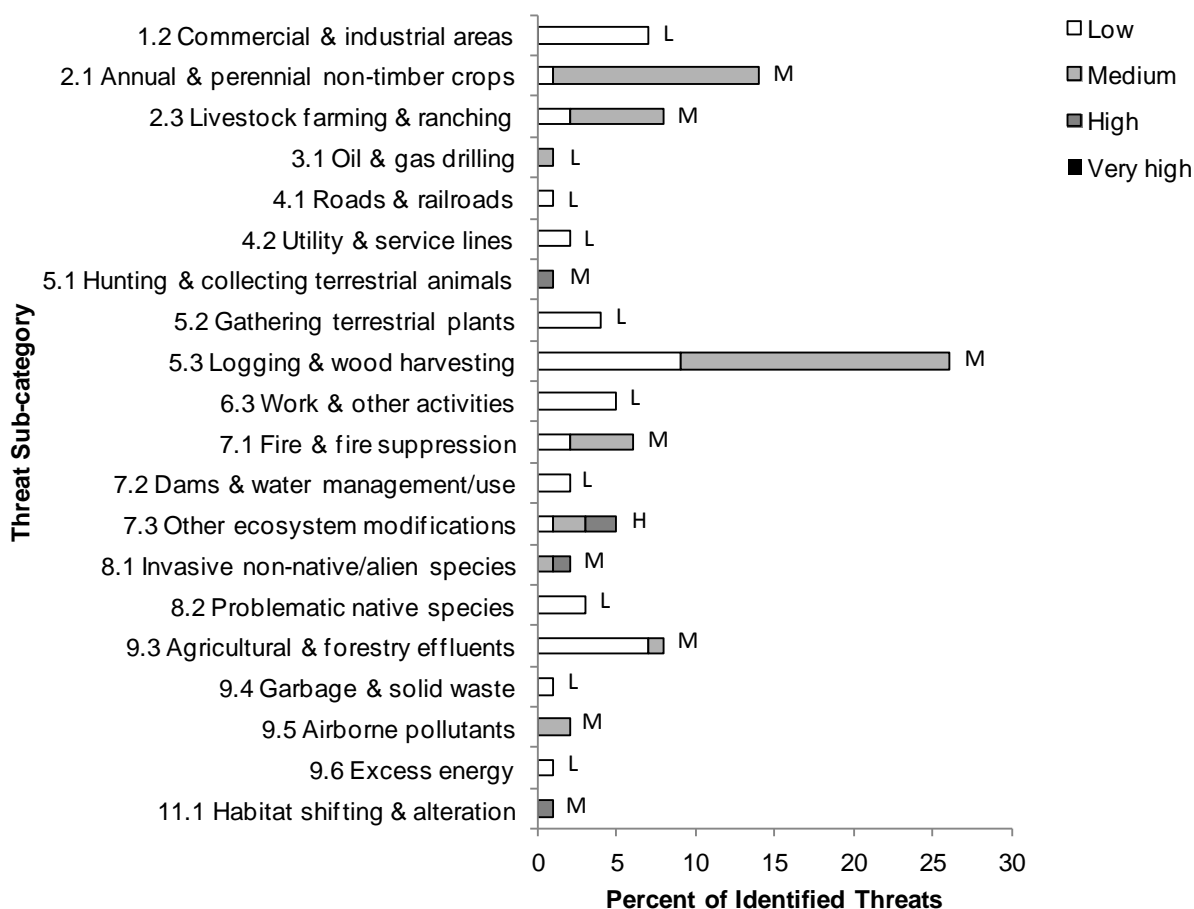 1.2 Commercial & industrial areas L
2.1 Annual & perennial non-timber crops M
2.3 Livestock farming & ranching M
3.1 Oil & gas drilling L
4.1 Roads & railroads L
4.2 Utility & service lines L
5.1 Hunting & collecting terrestrial animals M
5.2 Gathering terrestrial plants L
5.3 Logging & wood harvesting M
6.3 Work & other activities L
7.1 Fire & fire suppression M
7.2 Dams & water management/use L
7.3 Other ecosystem modifications H
8.1 Invasive non-native/alien species M
8.2 Problematic native species L
9.3 Agricultural & forestry effluents M
9.4 Garbage & solid waste L
9.5 Airborne pollutants M
9.6 Excess energy L
11.1 Habitat shifting & alteration M
Threat Sub-category
0 5 10 15 20 25 30
Percent of Identified Threats
Low
Medium
High
Very high